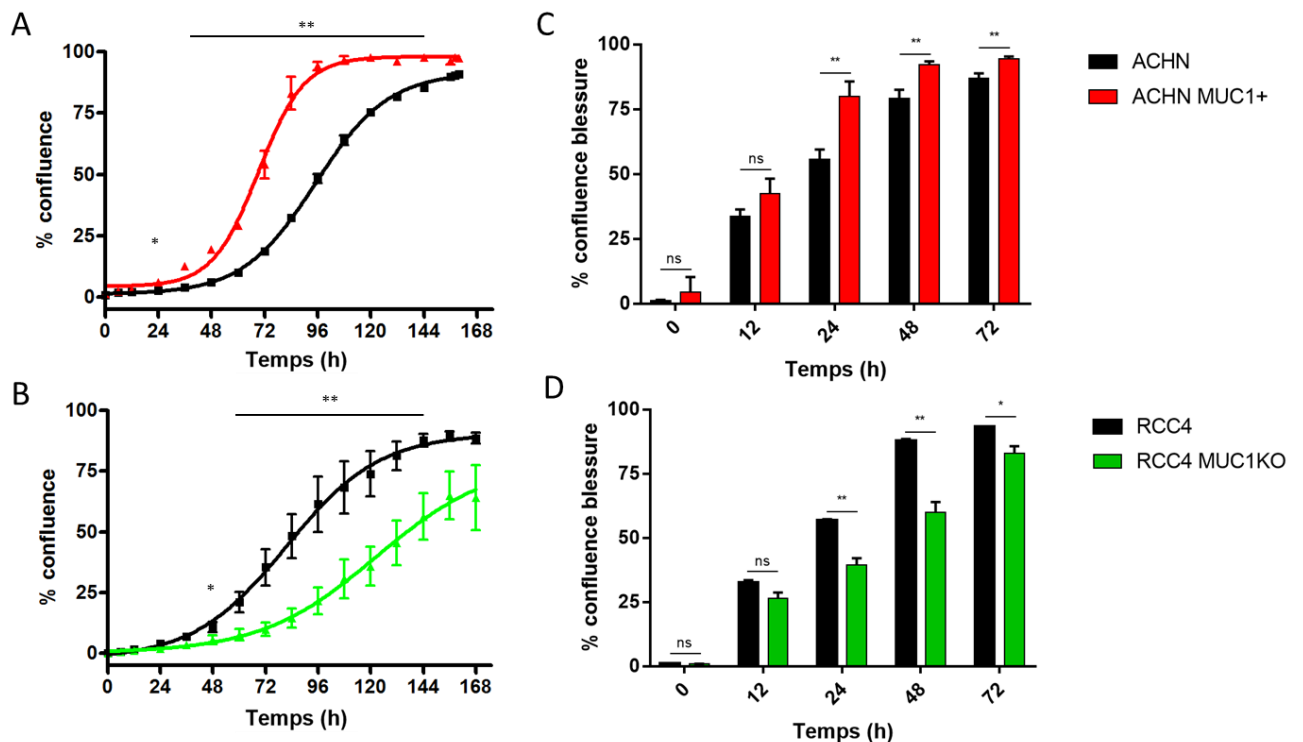 A
**
100
75
50
25
0
% confluence
*
0 24 48 72 96 120 144 168
Temps (h)
B
**
100
75
50
25
0
% confluence
*
0 24 48 72 96 120 144 168
Temps (h)
C
100
75
50
25
0
% confluence blessure
ns ns ** ** **
0 12 24 48 72
Temps (h)
ACHN
ACHN MUC1+
D
100
75
50
25
0
% confluence blessure
ns ns ** ** *
0 12 24 48 72
Temps (h)
RCC4
RCC4 MUC1KO